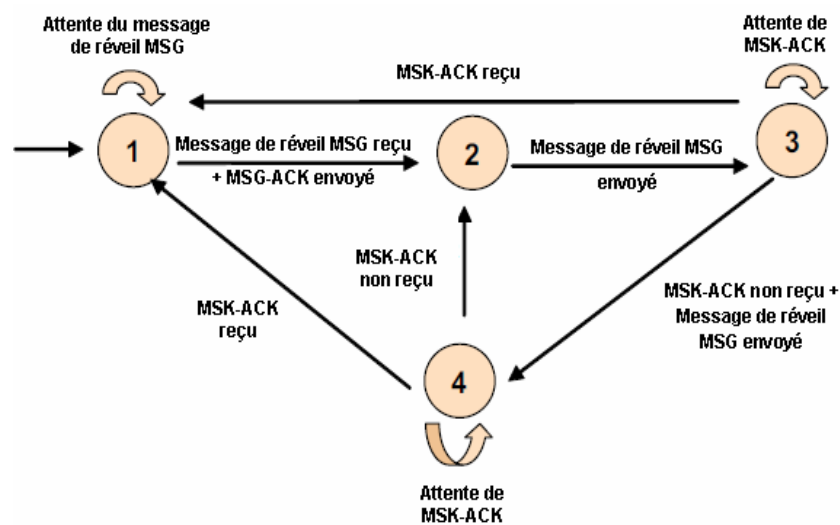 Attente du message
de réveil MSG
Attente de
MSK-ACK
MSK-ACK reçu
1
Message de réveil MSG reçu
+ MSG-ACK envoyé
2
Message de réveil MSG
envoyé
3
MSK-ACK
non reçu
MSK-ACK
reçu
MSK-ACK non reçu +
Message de réveil
MSG envoyé
4
Attente de
MSK-ACK